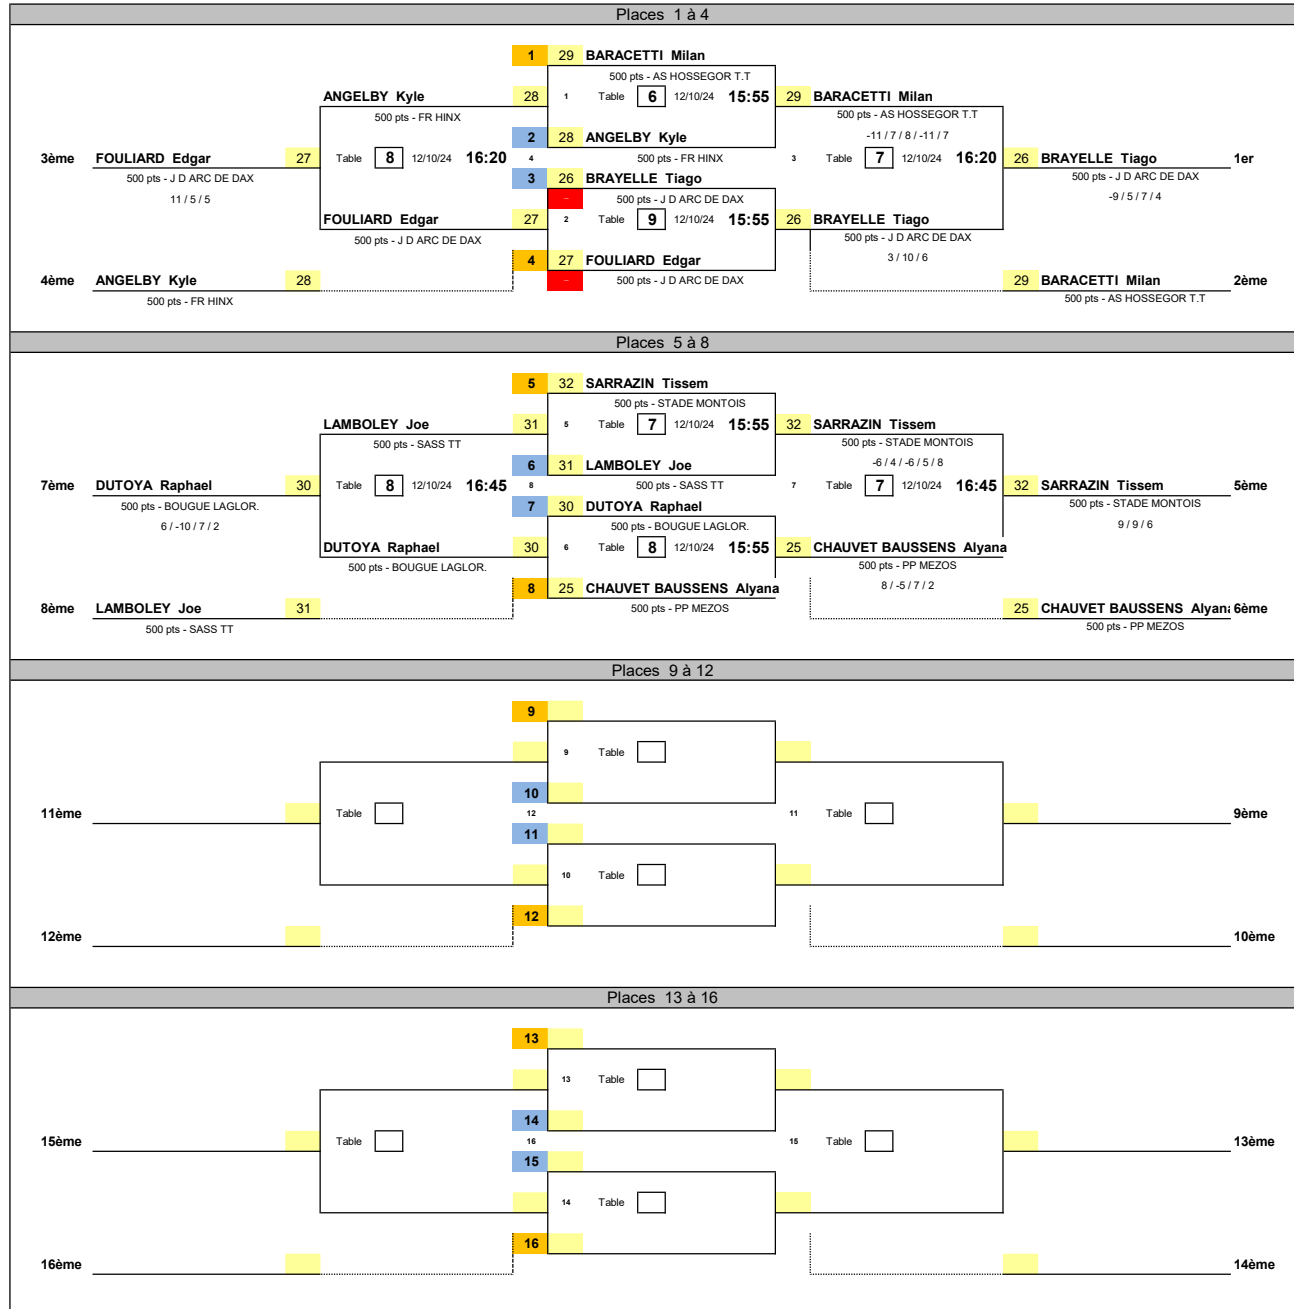 Places 1 à 4
1 29 BARACETTI Milan
500 pts - AS HOSSEGOR T.T
ANGELBY Kyle 28 1 Table 6 12/10/24 15:55 29 BARACETTI Milan
500 pts - FR HINX 500 pts - AS HOSSEGOR T.T
-11 / 7 / 8 / -11 / 7
2 28 ANGELBY Kyle
3ème FOULIARD Edgar 27 Table 8 12/10/24 16:20 4 500 pts - FR HINX 3 Table 7 12/10/24 16:20 26 BRAYELLE Tiago 1er
500 pts - J D ARC DE DAX 3 26 BRAYELLE Tiago 500 pts - J D ARC DE DAX
11 / 5 / 5 – 500 pts - J D ARC DE DAX -9 / 5 / 7 / 4
FOULIARD Edgar 27 2 Table 9 12/10/24 15:55 26 BRAYELLE Tiago
500 pts - J D ARC DE DAX 500 pts - J D ARC DE DAX
3 / 10 / 6
4 27 FOULIARD Edgar
4ème ANGELBY Kyle 28 – 500 pts - J D ARC DE DAX 29 BARACETTI Milan 2ème
500 pts - FR HINX 500 pts - AS HOSSEGOR T.T
Places 5 à 8
5 32 SARRAZIN Tissem
500 pts - STADE MONTOIS
LAMBOLEY Joe 31 5 Table 7 12/10/24 15:55 32 SARRAZIN Tissem
500 pts - SASS TT 500 pts - STADE MONTOIS
-6 / 4 / -6 / 5 / 8
6 31 LAMBOLEY Joe
7ème DUTOYA Raphael 30 Table 8 12/10/24 16:45 8 500 pts - SASS TT 7 Table 7 12/10/24 16:45 32 SARRAZIN Tissem 5ème
500 pts - BOUGUE LAGLOR. 7 30 DUTOYA Raphael 500 pts - STADE MONTOIS
6 / -10 / 7 / 2 500 pts - BOUGUE LAGLOR. 9 / 9 / 6
DUTOYA Raphael 30 6 Table 8 12/10/24 15:55 25 CHAUVET BAUSSENS Alyana
500 pts - BOUGUE LAGLOR. 500 pts - PP MEZOS
8 / -5 / 7 / 2
8 25 CHAUVET BAUSSENS Alyana
8ème LAMBOLEY Joe 31 500 pts - PP MEZOS 25 CHAUVET BAUSSENS Alyana 6ème
500 pts - SASS TT 500 pts - PP MEZOS
Places 9 à 12
9
9 Table
10
11ème Table 12 11 Table 9ème
11
10 Table
12
12ème 10ème
Places 13 à 16
13
13 Table
14
15ème Table 16 15 Table 13ème
15
14 Table
16
16ème 14ème